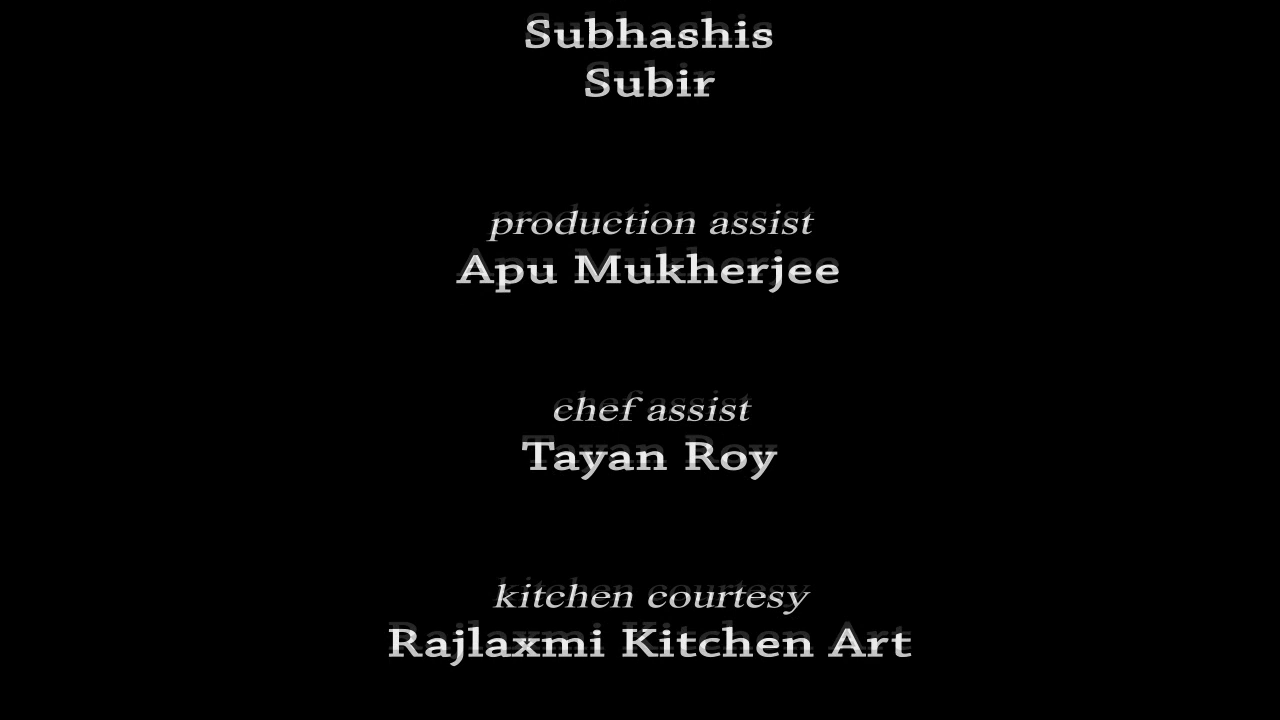 Subhashis
Subir
production assist
Apu Mukherjee
chef assist
Tayan Roy
kitchen courtesy
Rajlaxmi Kitchen Art